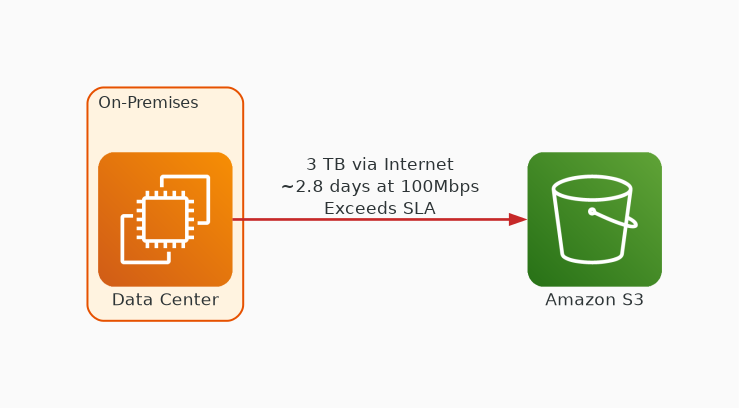 On-Premises
3 TB via Internet
~2.8 days at 100Mbps
Exceeds SLA
Data Center
Amazon S3